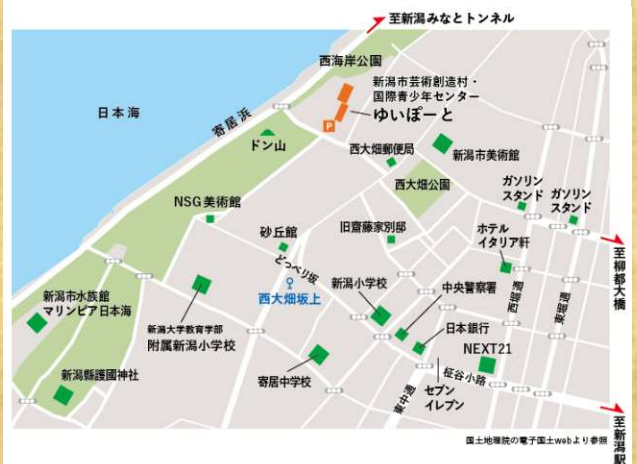 至新潟みなとトンネル
西海岸公園
新潟市芸術創造村・
国際青少年センター
ゆいぽーと
日本海
寄居浜
P
ドン山
西大畑郵便局
新潟市美術館
NSG美術館
西大畑公園
ガソリン
スタンド
ガソリン
スタンド
砂丘館
旧齋藤家別邸
どっぺり坂
ホテル
イタリア軒
至柳都大橋
西大畑坂上
新潟小学校
中央警察署
西堀通
東堀通
新潟市水族館
マリンピア日本海
新潟大学教育学部
附属新潟小学校
日本銀行
NEXT21
新潟縣護國神社
寄居中学校
東中通
セブン
イレブン
柾谷小路
至新潟駅
国土地理院の電子国土webより参照